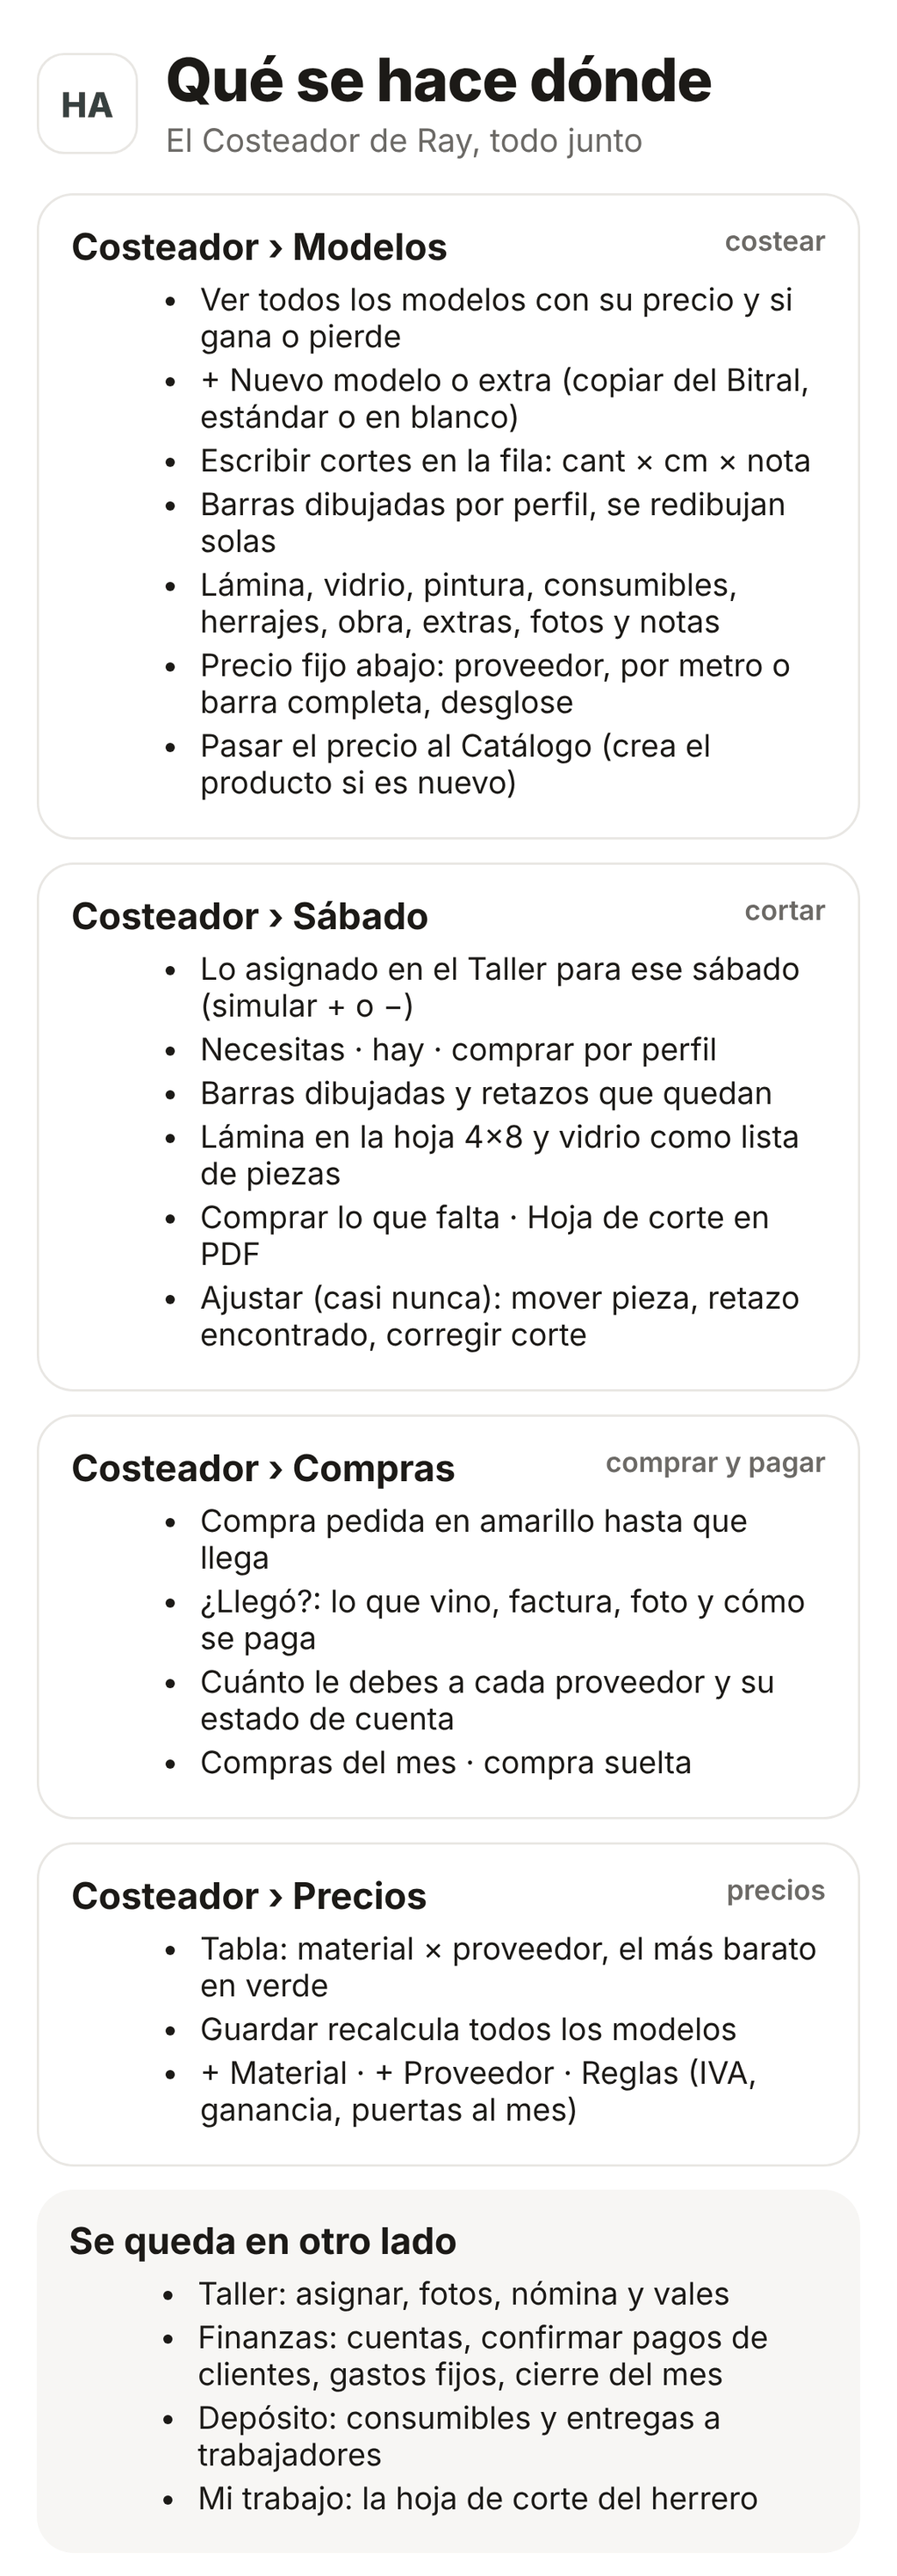 HA
Qué se hace dónde
El Costeador de Ray, todo junto
Costeador › Modelos
costear
• Ver todos los modelos con su precio y si
gana o pierde
• + Nuevo modelo o extra (copiar del Bitral,
estándar o en blanco)
• Escribir cortes en la fila: cant × cm × nota
• Barras dibujadas por perfil, se redibujan
solas
• Lámina, vidrio, pintura, consumibles,
herrajes, obra, extras, fotos y notas
• Precio fijo abajo: proveedor, por metro o
barra completa, desglose
• Pasar el precio al Catálogo (crea el
producto si es nuevo)
Costeador › Sábado
cortar
• Lo asignado en el Taller para ese sábado
(simular + o −)
• Necesitas · hay · comprar por perfil
• Barras dibujadas y retazos que quedan
• Lámina en la hoja 4×8 y vidrio como lista
de piezas
• Comprar lo que falta · Hoja de corte en
PDF
• Ajustar (casi nunca): mover pieza, retazo
encontrado, corregir corte
Costeador › Compras
comprar y pagar
• Compra pedida en amarillo hasta que
llega
• ¿Llegó?: lo que vino, factura, foto y cómo
se paga
• Cuánto le debes a cada proveedor y su
estado de cuenta
• Compras del mes · compra suelta
Costeador › Precios
precios
• Tabla: material × proveedor, el más barato
en verde
• Guardar recalcula todos los modelos
• + Material · + Proveedor · Reglas (IVA,
ganancia, puertas al mes)
Se queda en otro lado
• Taller: asignar, fotos, nómina y vales
• Finanzas: cuentas, confirmar pagos de
clientes, gastos fijos, cierre del mes
• Depósito: consumibles y entregas a
trabajadores
• Mi trabajo: la hoja de corte del herrero